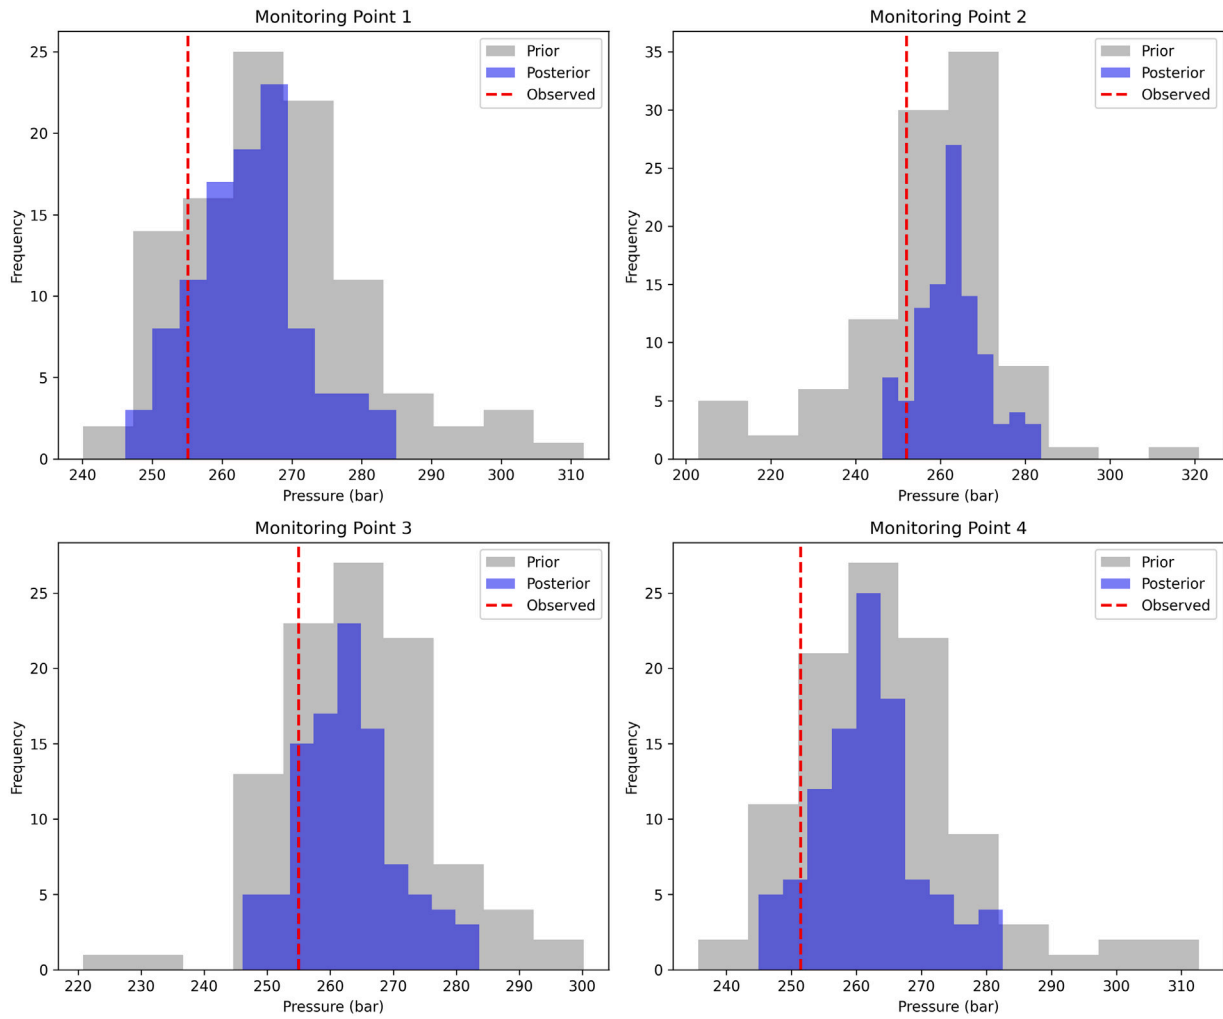 Monitoring Point 1
Prior
Posterior
Observed
Frequency
25
20
15
10
5
0
240 250 260 270 280 290 300 310
Pressure (bar)
Monitoring Point 2
Prior
Posterior
Observed
Frequency
35
30
25
20
15
10
5
0
200 220 240 260 280 300 320
Pressure (bar)
Monitoring Point 3
Prior
Posterior
Observed
Frequency
25
20
15
10
5
0
220 230 240 250 260 270 280 290 300
Pressure (bar)
Monitoring Point 4
Prior
Posterior
Observed
Frequency
25
20
15
10
5
0
240 250 260 270 280 290 300 310
Pressure (bar)